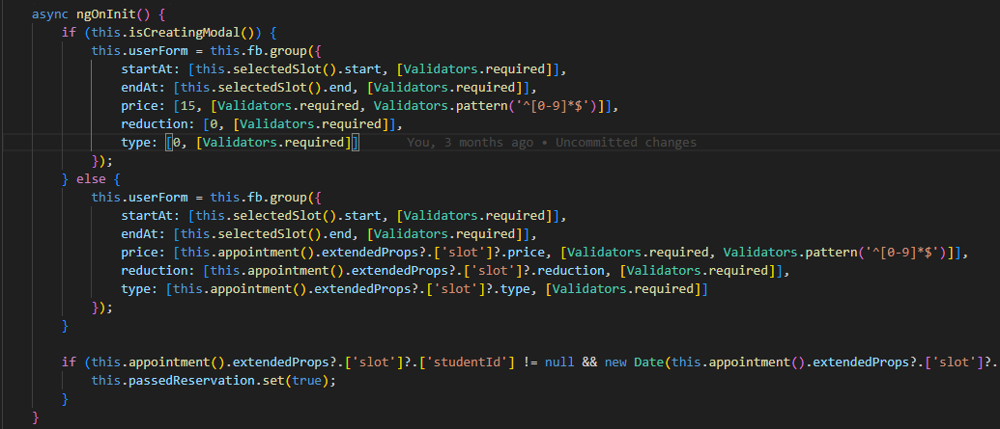 async ngOnInit() {
if (this.isCreatingModal()) {
this.userForm = this.fb.group({
startAt: [this.selectedSlot().start, [Validators.required]],
endAt: [this.selectedSlot().end, [Validators.required]],
price: [15, [Validators.required, Validators.pattern('^[0-9]*$')]],
reduction: [0, [Validators.required]],
type: [0, [Validators.required]] You, 3 months ago • Uncommitted changes
});
} else {
this.userForm = this.fb.group({
startAt: [this.selectedSlot().start, [Validators.required]],
endAt: [this.selectedSlot().end, [Validators.required]],
price: [this.appointment().extendedProps?.['slot']?.price, [Validators.required, Validators.pattern('^[0-9]*$')]],
reduction: [this.appointment().extendedProps?.['slot']?.reduction, [Validators.required]],
type: [this.appointment().extendedProps?.['slot']?.type, [Validators.required]]
});
}
if (this.appointment().extendedProps?.['slot']?.['studentId'] != null && new Date(this.appointment().extendedProps?.['slot']?.
this.passedReservation.set(true);
}
}